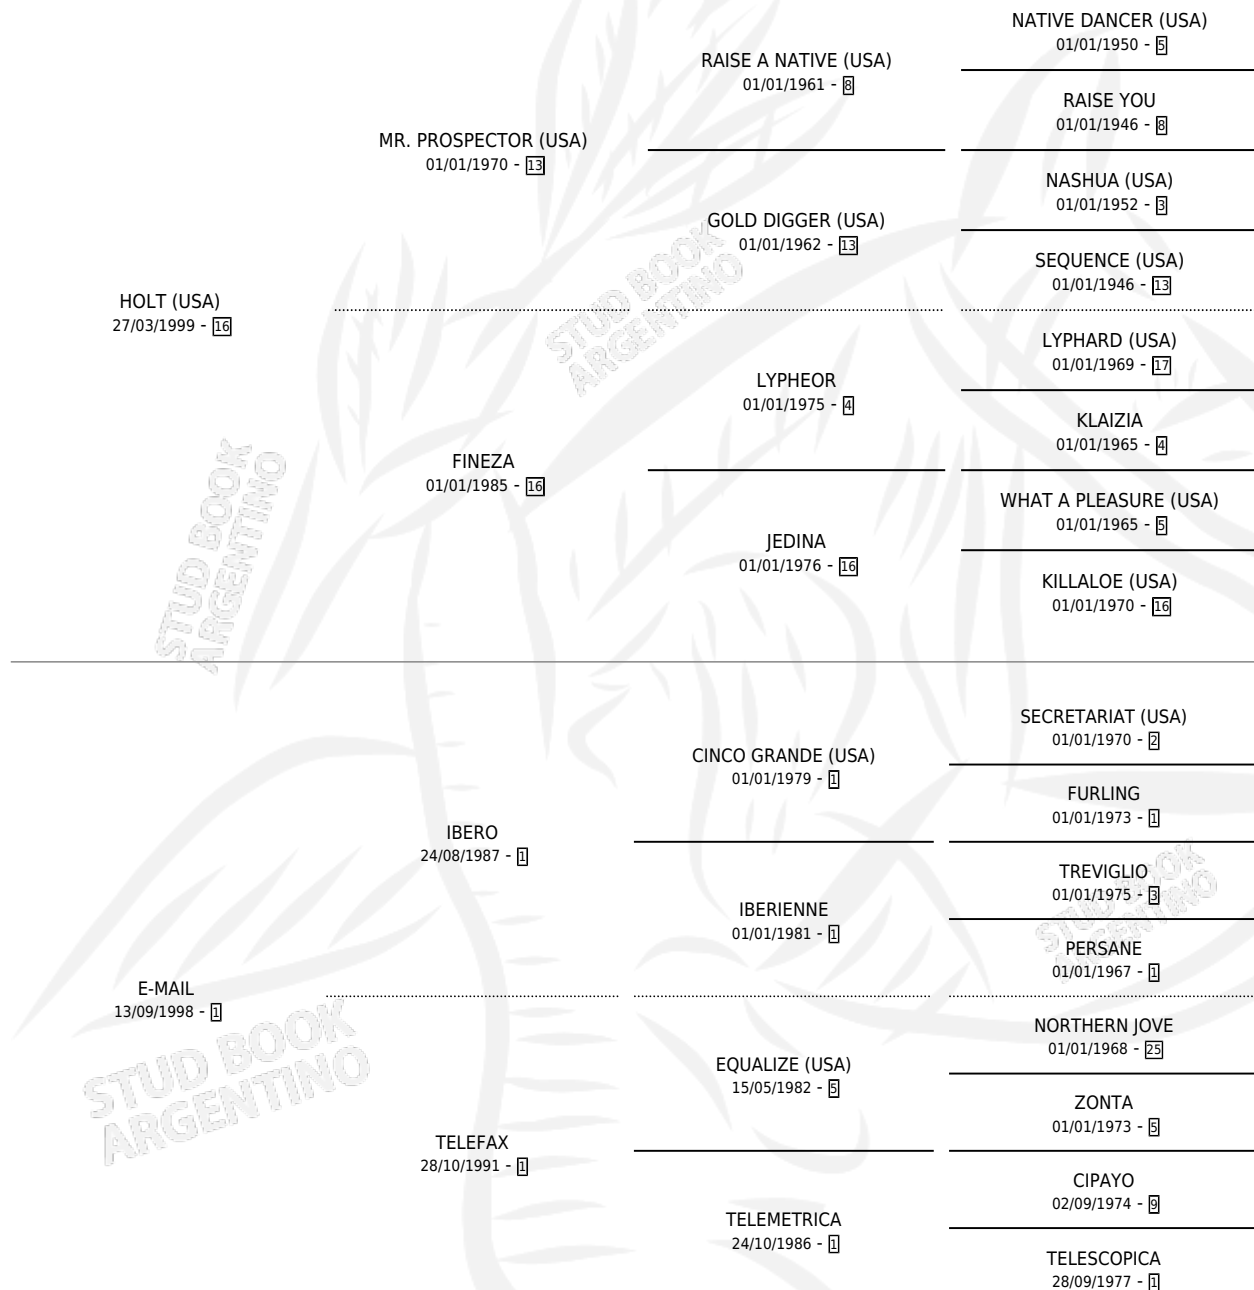 NATIVE DANCER (USA)
01/01/1950 - 5
RAISE A NATIVE (USA)
01/01/1961 - 8
RAISE YOU
01/01/1946 - 8
MR. PROSPECTOR (USA)
01/01/1970 - 13
NASHUA (USA)
01/01/1952 - 3
GOLD DIGGER (USA)
01/01/1962 - 13
SEQUENCE (USA)
01/01/1946 - 13
HOLT (USA)
27/03/1999 - 16
LYPHARD (USA)
01/01/1969 - 17
LYPHEOR
01/01/1975 - 4
KLAIZIA
01/01/1965 - 4
FINEZA
01/01/1985 - 16
WHAT A PLEASURE (USA)
01/01/1965 - 5
JEDINA
01/01/1976 - 16
KILLALOE (USA)
01/01/1970 - 16
SECRETARIAT (USA)
01/01/1970 - 2
CINCO GRANDE (USA)
01/01/1979 - 1
FURLING
01/01/1973 - 1
IBERO
24/08/1987 - 1
TREVIGLIO
01/01/1975 - 3
IBERIENNE
01/01/1981 - 1
PERSANE
01/01/1967 - 1
E-MAIL
13/09/1998 - 1
NORTHERN JOVE
01/01/1968 - 25
EQUALIZE (USA)
15/05/1982 - 5
ZONTA
01/01/1973 - 5
TELEFAX
28/10/1991 - 1
CIPAYO
02/09/1974 - 9
TELEMETRICA
24/10/1986 - 1
TELESCOPICA
28/09/1977 - 1
STUD BOOK
ARGENTINO
STUD BOOK
ARGENTINO
STUD BOOK
ARGENTINO
STUD BOOK
ARGENTINO